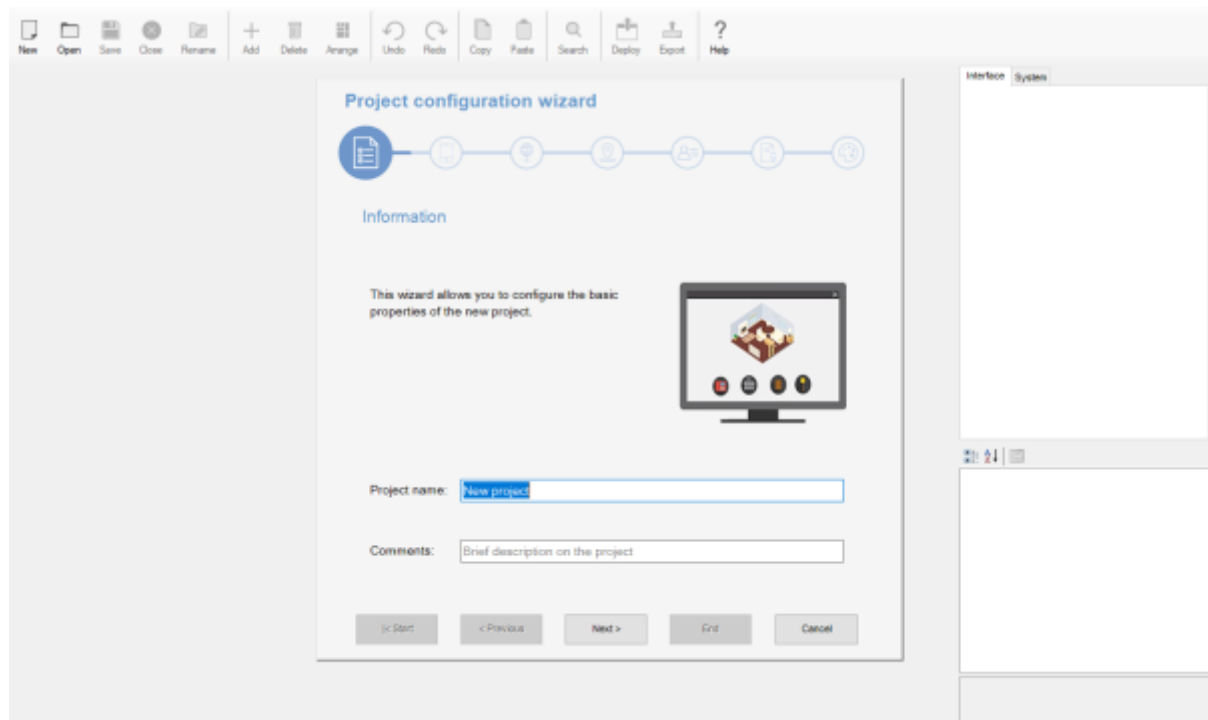 New Open Save Close Rename Add Delete Arrange Undo Redo Copy Paste Search Deploy Export Help
Interface System
Project configuration wizard
Information
This wizard allows you to configure the basic
properties of the new project.
Project name: New project
Comments: Brief description on the project
|< Start < Previous Next > End Cancel